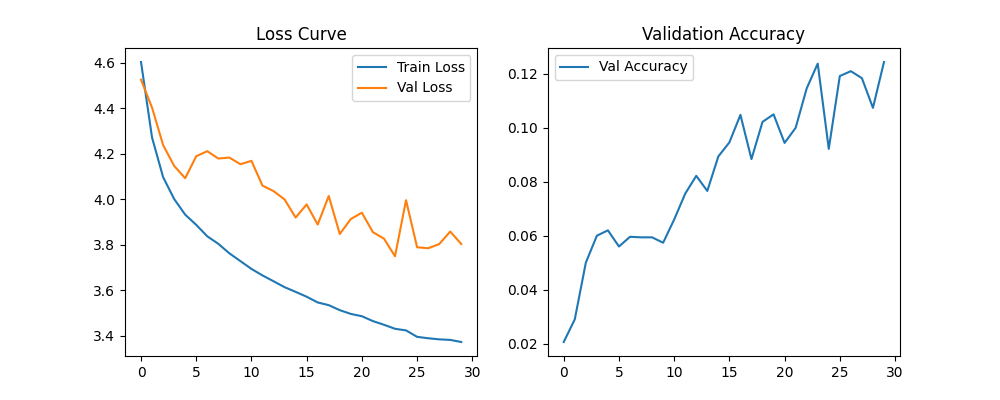 Loss Curve
Train Loss
Val Loss
4.6
4.4
4.2
4.0
3.8
3.6
3.4
0 5 10 15 20 25 30
Validation Accuracy
Val Accuracy
0.12
0.10
0.08
0.06
0.04
0.02
0 5 10 15 20 25 30